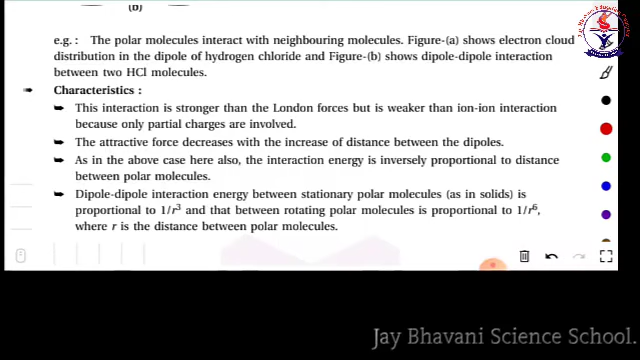 (b)
e.g. : The polar molecules interact with neighbouring molecules. Figure-(a) shows electron cloud
distribution in the dipole of hydrogen chloride and Figure-(b) shows dipole-dipole interaction
between two HCl molecules.
Characteristics :
This interaction is stronger than the London forces but is weaker than ion-ion interaction
because only partial charges are involved.
The attractive force decreases with the increase of distance between the dipoles.
As in the above case here also, the interaction energy is inversely proportional to distance
between polar molecules.
Dipole-dipole interaction energy between stationary polar molecules (as in solids) is
proportional to 1/r³ and that between rotating polar molecules is proportional to 1/r⁶,
where r is the distance between polar molecules.
Jay Bhavani Science School.